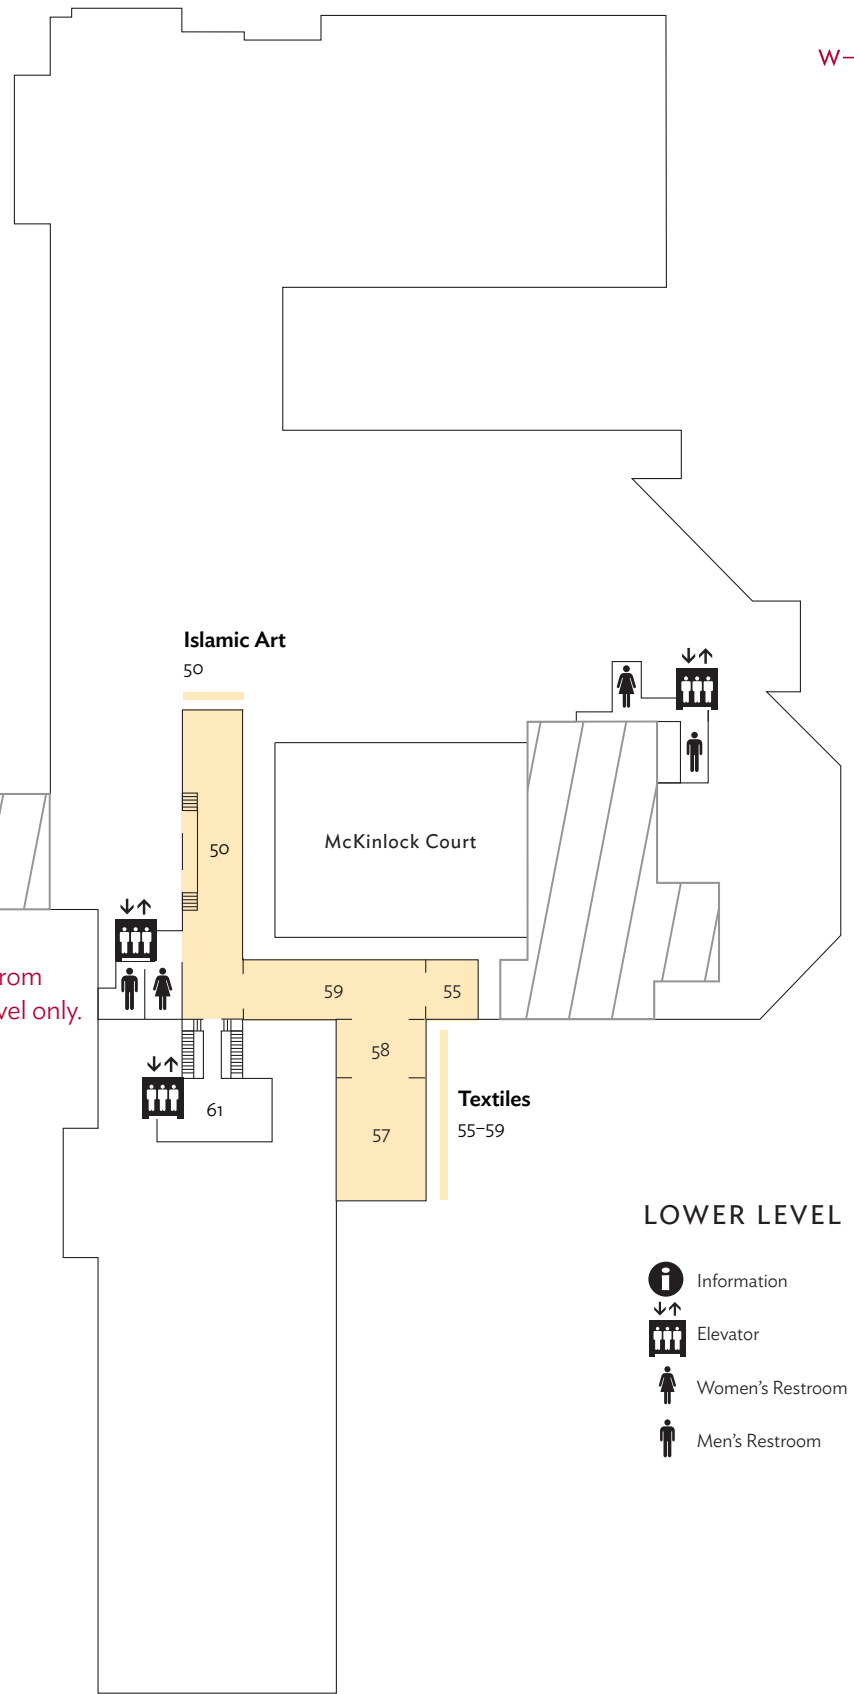 W–
Islamic Art
50
50
McKinlock Court
rom
vel only.
59
55
58
61
57
Textiles
55–59
LOWER LEVEL
Information
Elevator
Women's Restroom
Men's Restroom